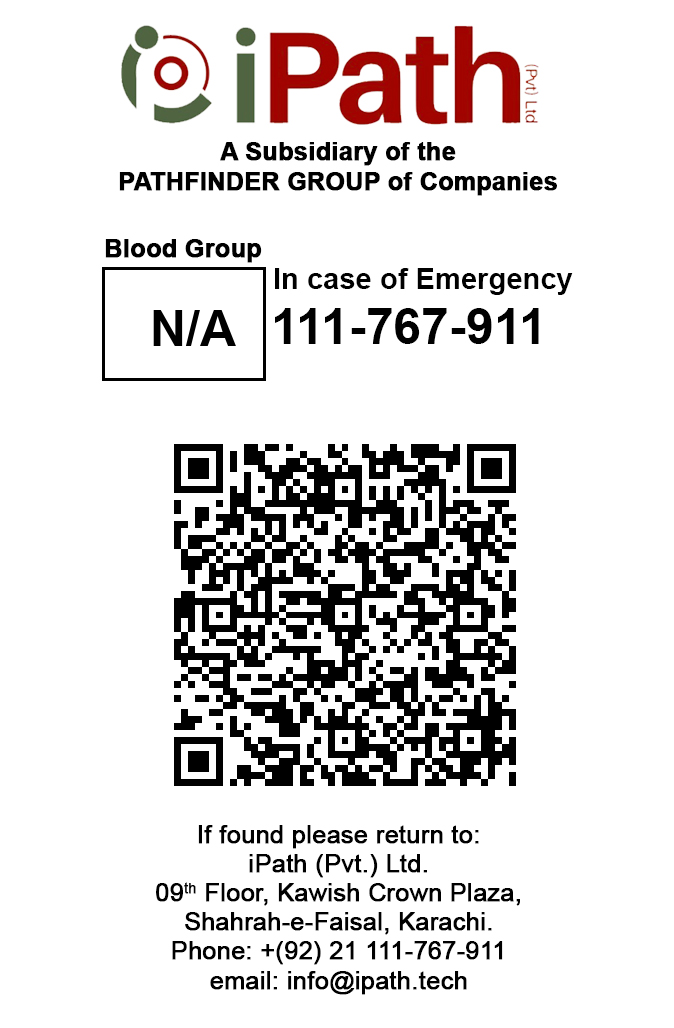 iPath (Pvt) Ltd
A Subsidiary of the
PATHFINDER GROUP of Companies
Blood Group
N/A
In case of Emergency
111-767-911
If found please return to:
iPath (Pvt.) Ltd.
09th Floor, Kawish Crown Plaza,
Shahrah-e-Faisal, Karachi.
Phone: +(92) 21 111-767-911
email: info@ipath.tech